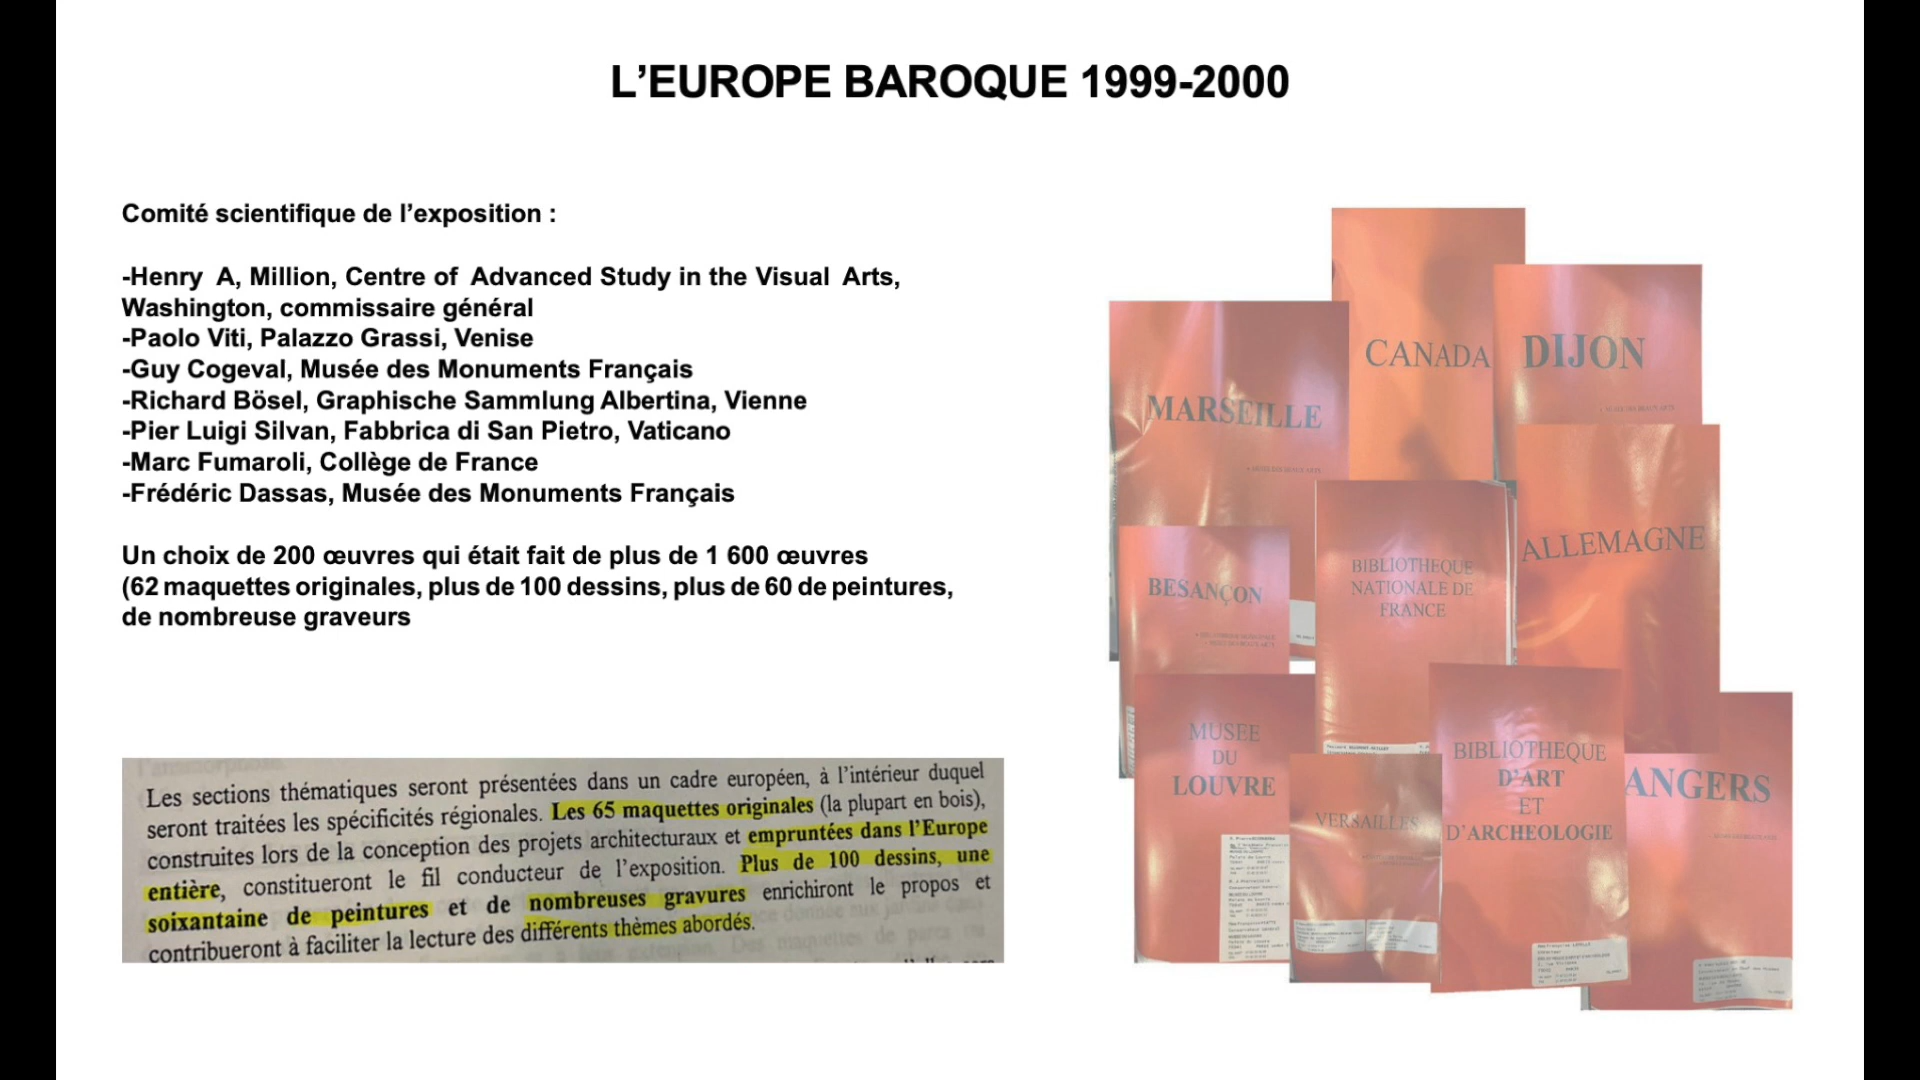 L’EUROPE BAROQUE 1999-2000
Comité scientifique de l’exposition :
-Henry A, Million, Centre of Advanced Study in the Visual Arts,
Washington, commissaire général
-Paolo Viti, Palazzo Grassi, Venise
-Guy Cogeval, Musée des Monuments Français
-Richard Bösel, Graphische Sammlung Albertina, Vienne
-Pier Luigi Silvan, Fabbrica di San Pietro, Vaticano
-Marc Fumaroli, Collège de France
-Frédéric Dassas, Musée des Monuments Français
Un choix de 200 œuvres qui était fait de plus de 1 600 œuvres
(62 maquettes originales, plus de 100 dessins, plus de 60 de peintures,
de nombreuse graveurs
Les sections thématiques seront présentées dans un cadre européen, à l’intérieur duquel
seront traitées les spécificités régionales. Les 65 maquettes originales (la plupart en bois),
construites lors de la conception des projets architecturaux et empruntées dans l’Europe
entière, constitueront le fil conducteur de l’exposition. Plus de 100 dessins, une
soixantaine de peintures et de nombreuses gravures enrichiront le propos et
contribueront à faciliter la lecture des différents thèmes abordés.
CANADA
DIJON
MARSEILLE
ALLEMAGNE
BESANÇON
BIBLIOTHEQUE
NATIONALE DE
FRANCE
MUSEE
DU
LOUVRE
VERSAILLES
BIBLIOTHEQUE
D’ART
ET
D’ARCHEOLOGIE
ANGERS